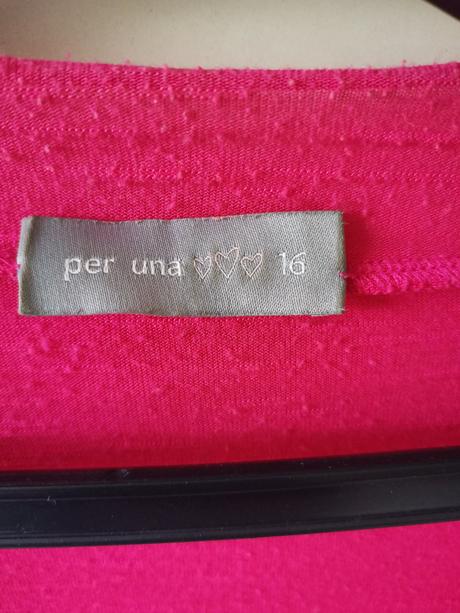 per una ♡♡♡ 16